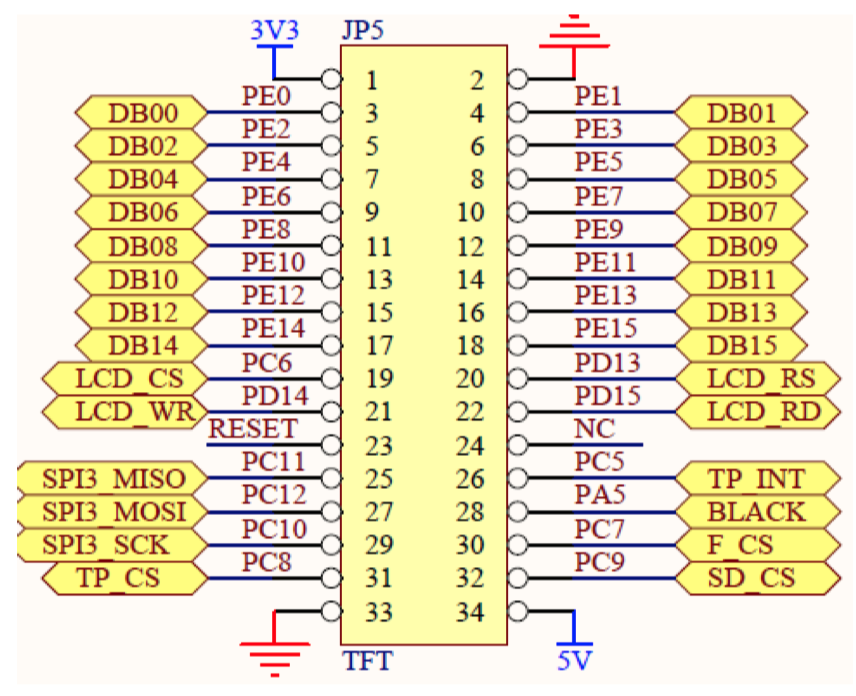 3V3 JP5
1 2
PE0 PE1
DB00 3 4 DB01
PE2 PE3
DB02 5 6 DB03
PE4 PE5
DB04 7 8 DB05
PE6 PE7
DB06 9 10 DB07
PE8 PE9
DB08 11 12 DB09
PE10 PE11
DB10 13 14 DB11
PE12 PE13
DB12 15 16 DB13
PE14 PE15
DB14 17 18 DB15
PC6 PD13
LCD_CS 19 20 LCD_RS
PD14 PD15
LCD_WR 21 22 LCD_RD
RESET NC
23 24
PC11 PC5
SPI3_MISO 25 26 TP_INT
PC12 PA5
SPI3_MOSI 27 28 BLACK
PC10 PC7
SPI3_SCK 29 30 F_CS
PC8 PC9
TP_CS 31 32 SD_CS
33 34
TFT 5V